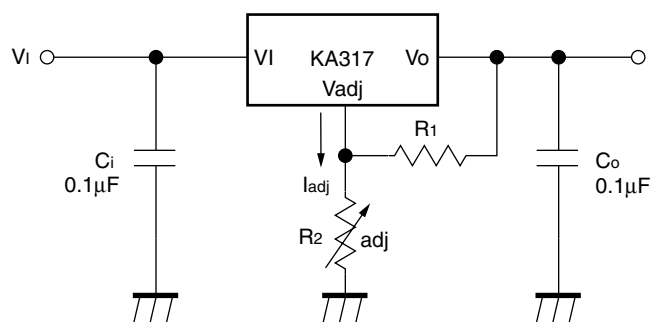 VI
VI KA317 Vo
Vadj
R1
Ci
0.1µF
Iadj
Co
0.1µF
R2 adj